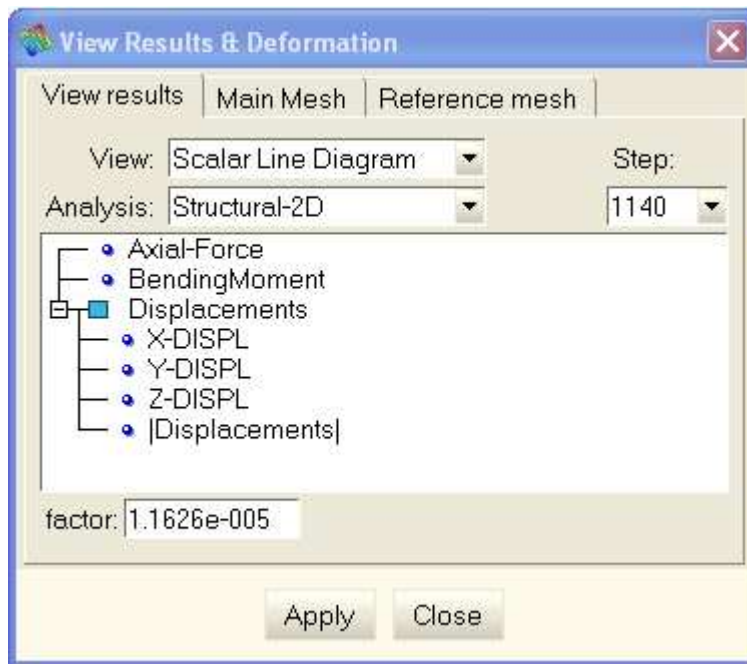 View Results & Deformation
View results Main Mesh Reference mesh
View: Scalar Line Diagram Step:
Analysis: Structural-2D 1140
Axial-Force
BendingMoment
Displacements
X-DISPL
Y-DISPL
Z-DISPL
|Displacements|
factor: 1.1626e-005
Apply Close